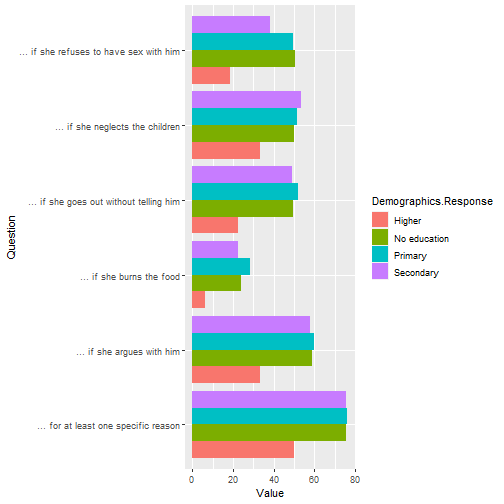 ... if she refuses to have sex with him
... if she neglects the children
... if she goes out without telling him
... if she burns the food
... if she argues with him
... for at least one specific reason
Question
0 20 40 60 80
Value
Demographics.Response
Higher
No education
Primary
Secondary